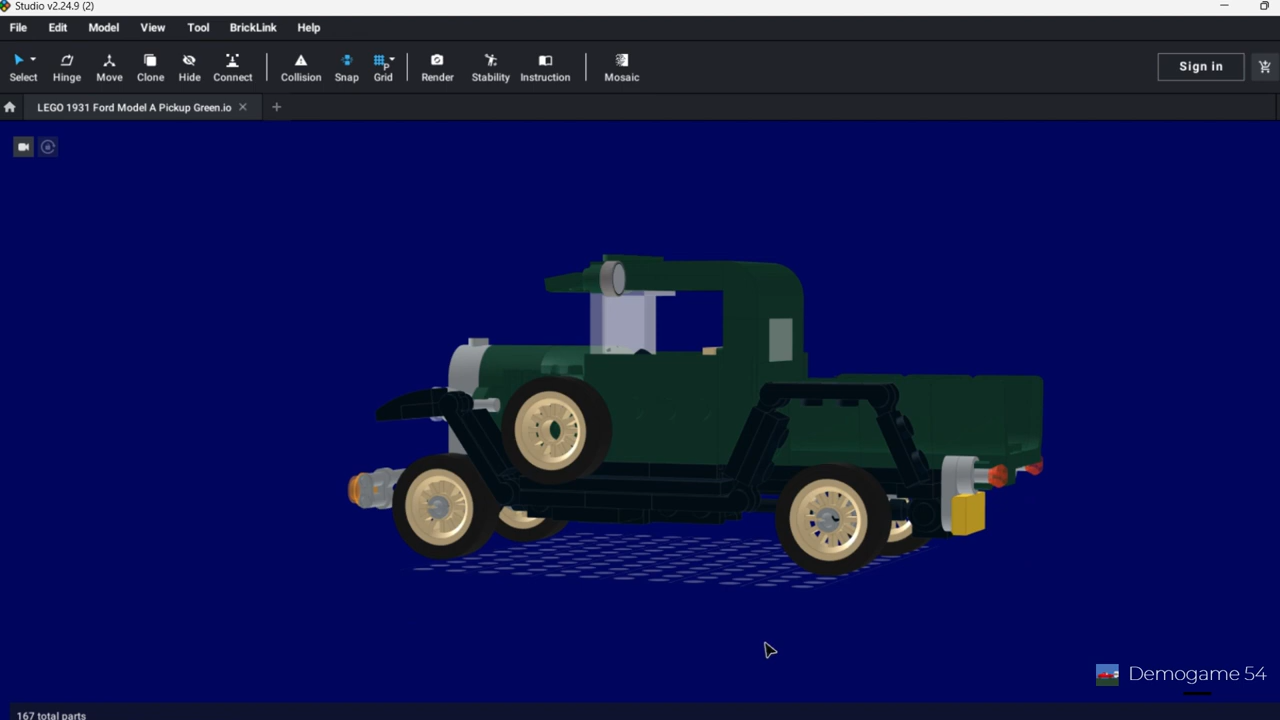 Studio v2.24.9 (2)
File Edit Model View Tool BrickLink Help
Select Hinge Move Clone Hide Connect Collision Snap Grid Render Stability Instruction Mosaic
Sign in
LEGO 1931 Ford Model A Pickup Green.io
Demogame 54
167 total parts